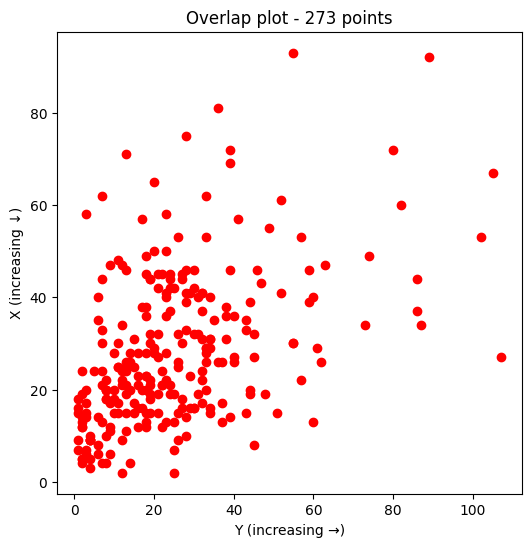 Overlap plot - 273 points
X (increasing ↓)
80
60
40
20
0
0 20 40 60 80 100
Y (increasing →)